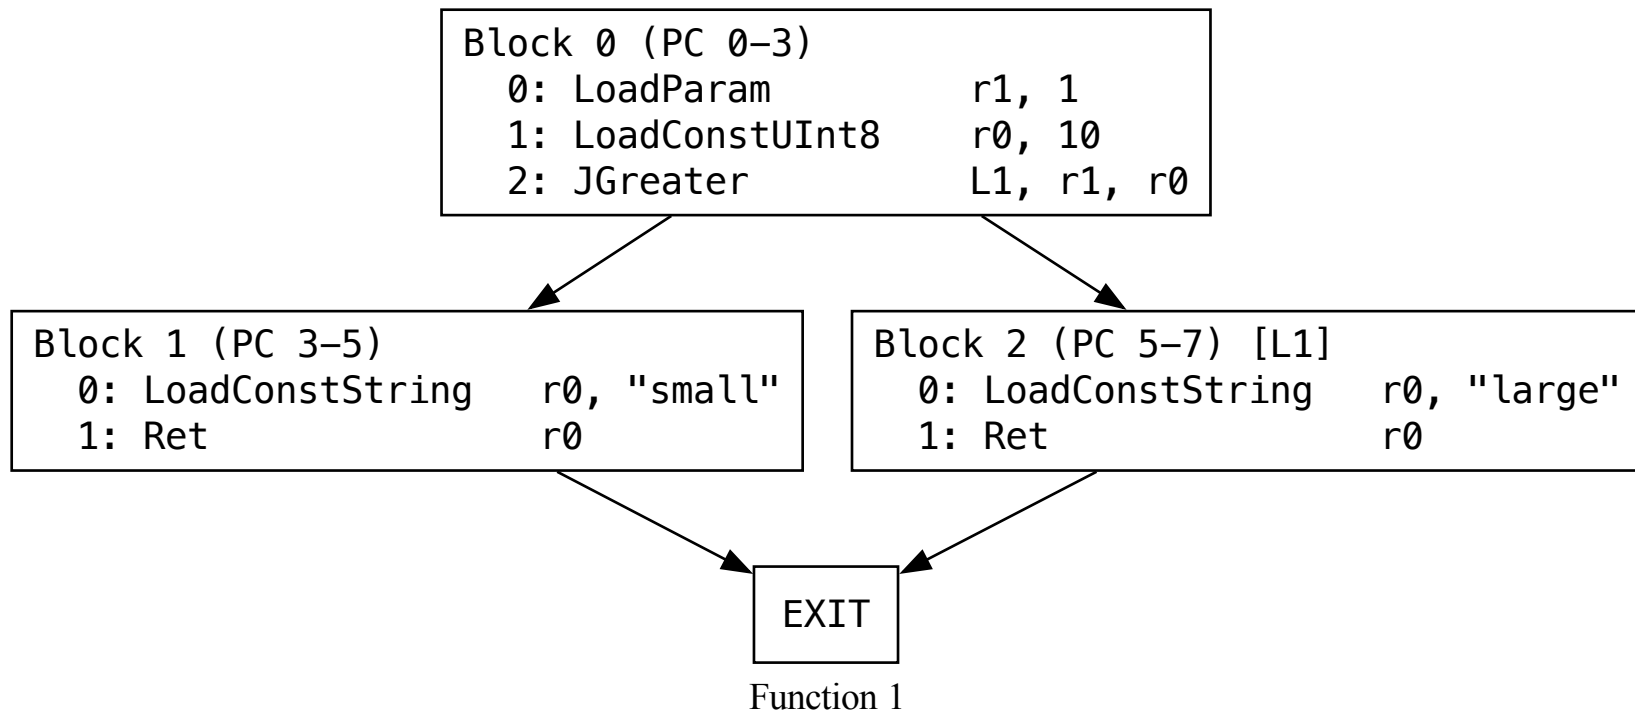 Block 0 (PC 0–3)
0: LoadParam r1, 1
1: LoadConstUInt8 r0, 10
2: JGreater L1, r1, r0
Block 1 (PC 3–5)
0: LoadConstString r0, "small"
1: Ret r0
Block 2 (PC 5–7) [L1]
0: LoadConstString r0, "large"
1: Ret r0
EXIT
Function 1